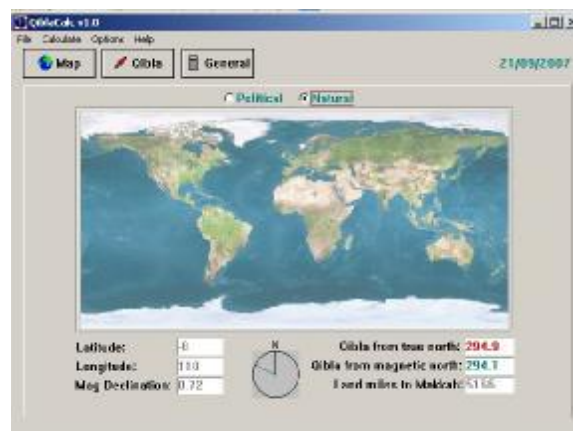 QiblaCalc v1.0
File Calculate Options Help
Map Qibla General 21/09/2007
Political Natural
Latitude:
Longitude:
Mag Declination: 0.72
N
Qibla from true north: 294.9
Qibla from magnetic north: 294.1
Land miles to Makkah: